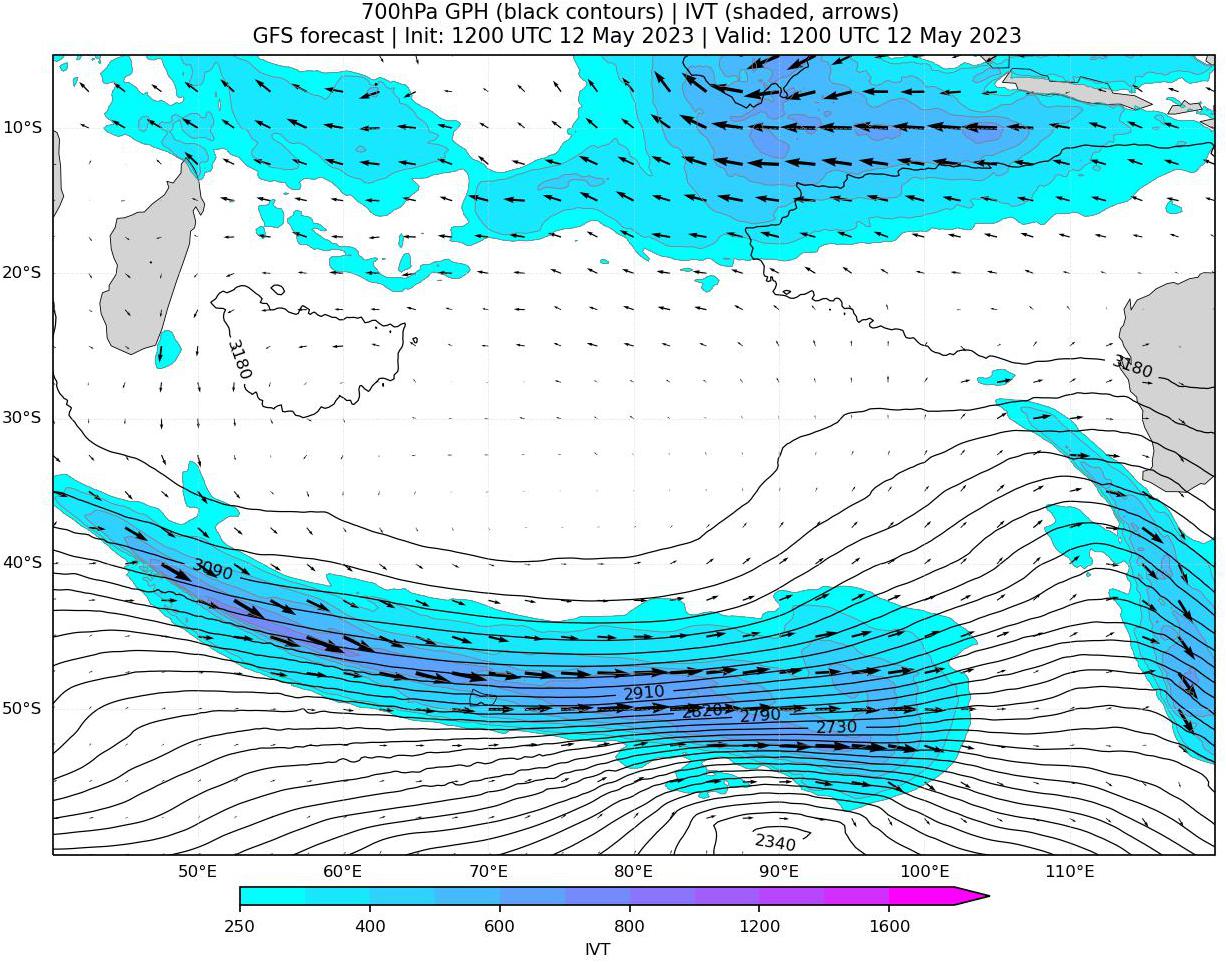 700hPa GPH (black contours) | IVT (shaded, arrows)
GFS forecast | Init: 1200 UTC 12 May 2023 | Valid: 1200 UTC 12 May 2023
10°S
20°S
30°S
40°S
50°S
3180
3180
3090
2910
2820
2790
2730
2340
50°E
60°E
70°E
80°E
90°E
100°E
110°E
250
400
600
800
1200
1600
IVT